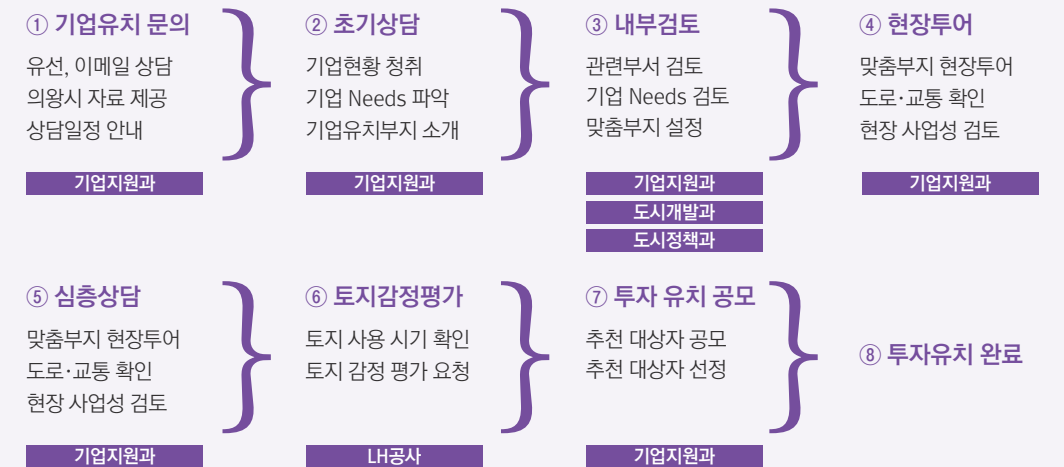 ① 기업유치 문의
유선, 이메일 상담
의왕시 자료 제공
상담일정 안내
기업지원과
② 초기상담
기업현황 청취
기업 Needs 파악
기업유치부지 소개
기업지원과
③ 내부검토
관련부서 검토
기업 Needs 검토
맞춤부지 설정
기업지원과
도시개발과
도시정책과
④ 현장투어
맞춤부지 현장투어
도로·교통 확인
현장 사업성 검토
기업지원과
⑤ 심층상담
맞춤부지 현장투어
도로·교통 확인
현장 사업성 검토
기업지원과
⑥ 토지감정평가
토지 사용 시기 확인
토지 감정 평가 요청
LH공사
⑦ 투자 유치 공모
추천 대상자 공모
추천 대상자 선정
기업지원과
⑧ 투자유치 완료